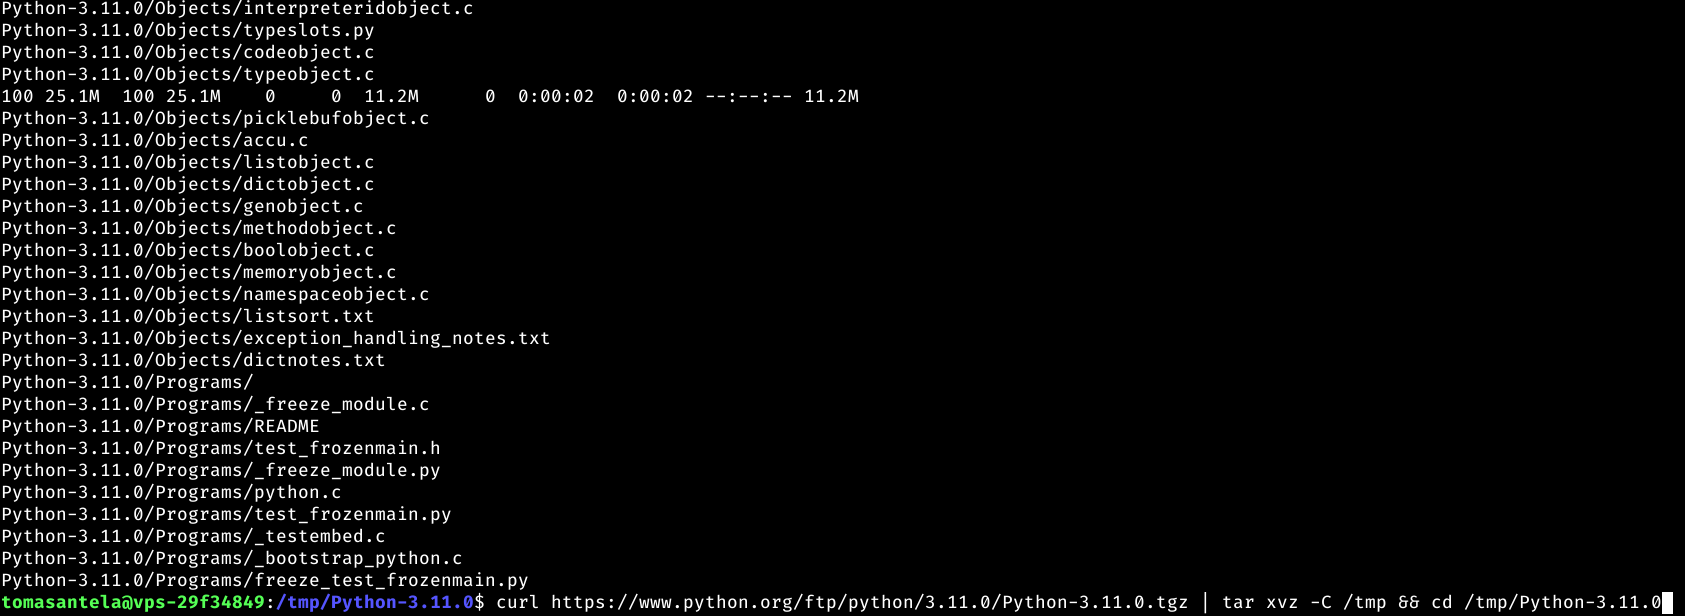 Python-3.11.0/Objects/interpreteridobject.c
Python-3.11.0/Objects/typeslots.py
Python-3.11.0/Objects/codeobject.c
Python-3.11.0/Objects/typeobject.c
100 25.1M  100 25.1M    0     0  11.2M      0  0:00:02  0:00:02 --:--:-- 11.2M
Python-3.11.0/Objects/picklebufobject.c
Python-3.11.0/Objects/accu.c
Python-3.11.0/Objects/listobject.c
Python-3.11.0/Objects/dictobject.c
Python-3.11.0/Objects/genobject.c
Python-3.11.0/Objects/methodobject.c
Python-3.11.0/Objects/boolobject.c
Python-3.11.0/Objects/memoryobject.c
Python-3.11.0/Objects/namespaceobject.c
Python-3.11.0/Objects/listsort.txt
Python-3.11.0/Objects/exception_handling_notes.txt
Python-3.11.0/Objects/dictnotes.txt
Python-3.11.0/Programs/
Python-3.11.0/Programs/_freeze_module.c
Python-3.11.0/Programs/README
Python-3.11.0/Programs/test_frozenmain.h
Python-3.11.0/Programs/_freeze_module.py
Python-3.11.0/Programs/python.c
Python-3.11.0/Programs/test_frozenmain.py
Python-3.11.0/Programs/_testembed.c
Python-3.11.0/Programs/_bootstrap_python.c
Python-3.11.0/Programs/freeze_test_frozenmain.py
tomasantela@vps-29f34849:/tmp/Python-3.11.0$ curl https://www.python.org/ftp/python/3.11.0/Python-3.11.0.tgz | tar xvz -C /tmp && cd /tmp/Python-3.11.0